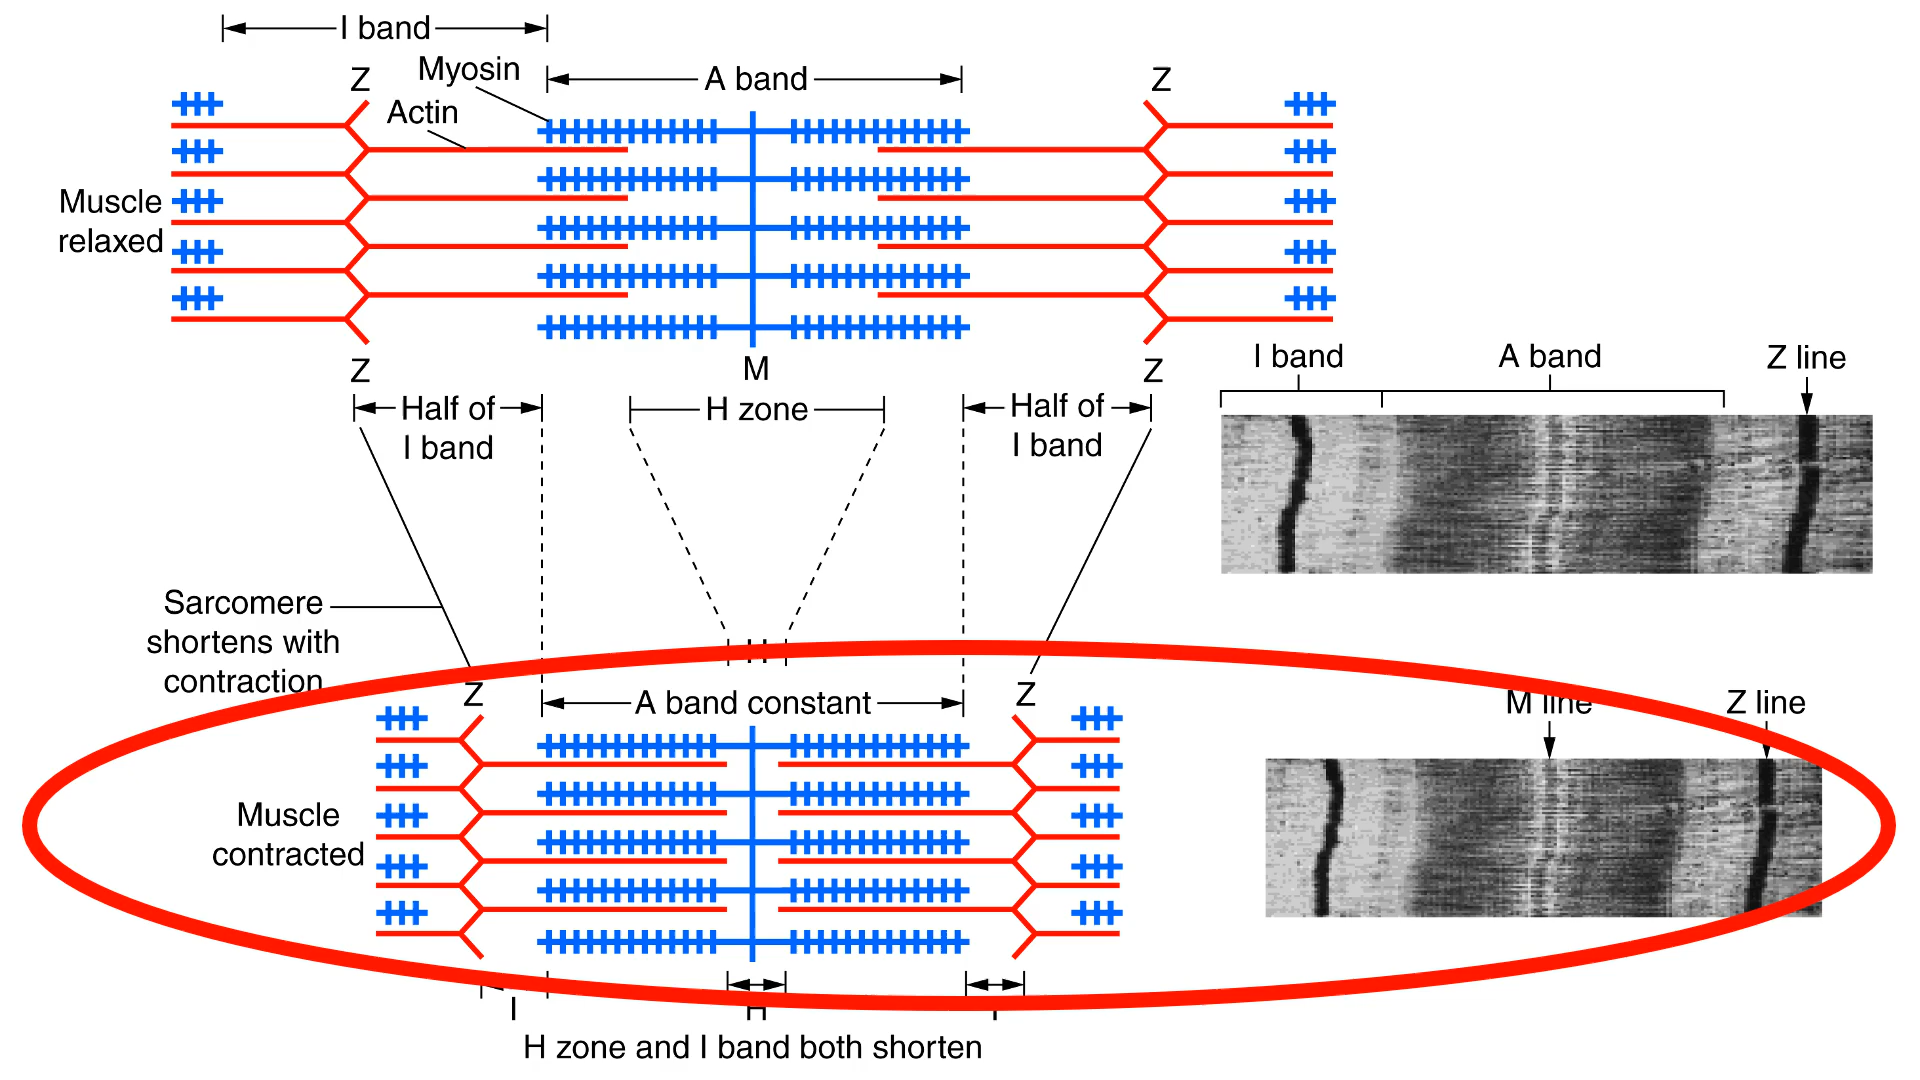 I band
Myosin
A band
Z
Z
Actin
Muscle
relaxed
Z
M
Z
Half of
I band
H zone
Half of
I band
I band
A band
Z line
Sarcomere
shortens with
contraction
H
Z
A band constant
Z
M line
Z line
Muscle
contracted
I
H
I
H zone and I band both shorten